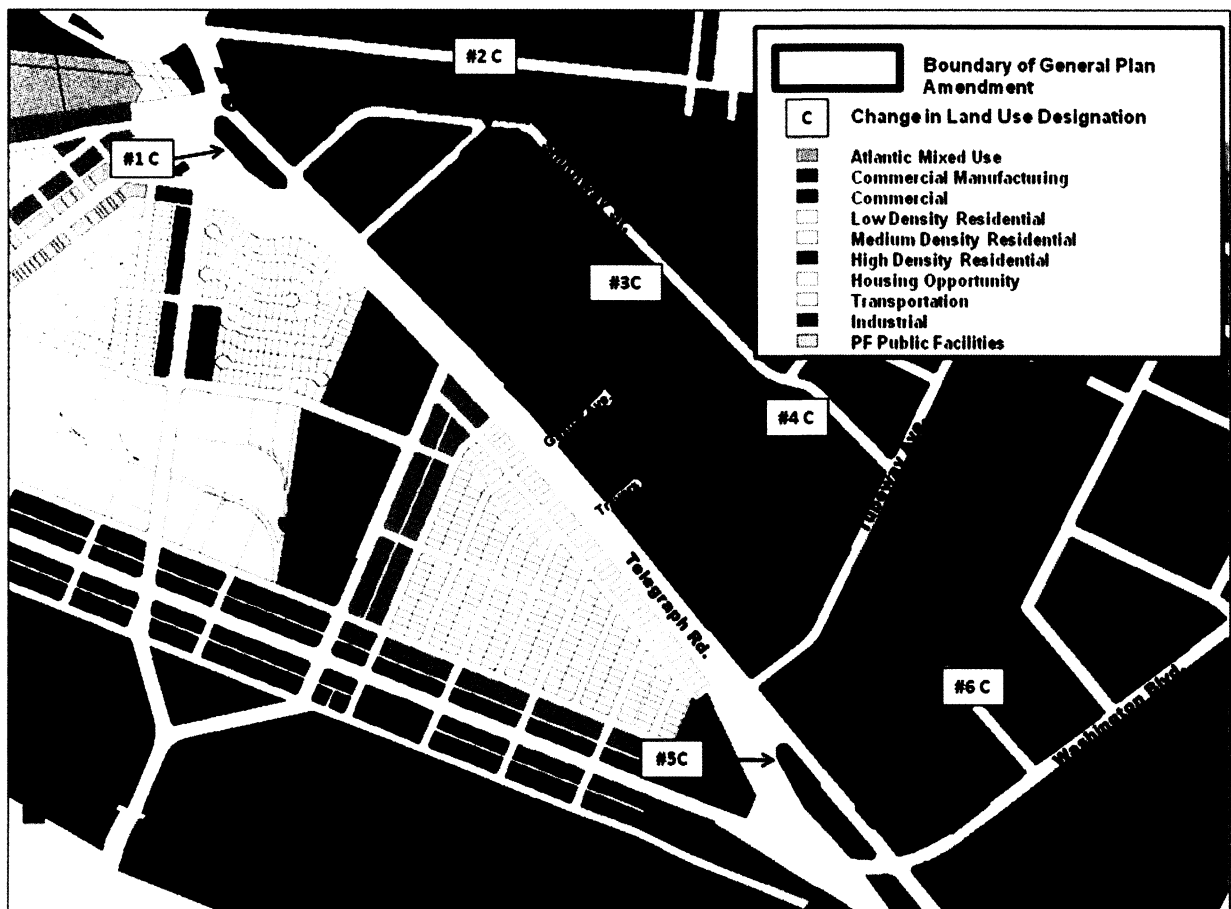 #2 C
Boundary of General Plan
Amendment
C Change in Land Use Designation
#1 C
Atlantic Mixed Use
Commercial Manufacturing
Commercial
Low Density Residential
Medium Density Residential
High Density Residential
Housing Opportunity
Transportation
Industrial
PF Public Facilities
#3C
#4 C
Telegraph Rd.
#6 C
Washington Blvd.
#5C